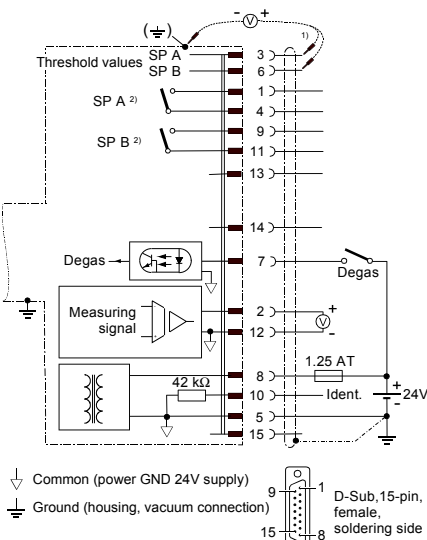 - V +
1)
Threshold values SP A 3
SP B 6
1
SP A 2)
4
9
SP B 2)
11
13
14
Degas 7
Degas
Measuring signal
2 +
V
12 -
8 1.25 AT
42 kΩ
10 Ident. + 24V
-
5
15
Common (power GND 24V supply)
Ground (housing, vacuum connection)
9 1
15 8
D-Sub,15-pin,
female,
soldering side